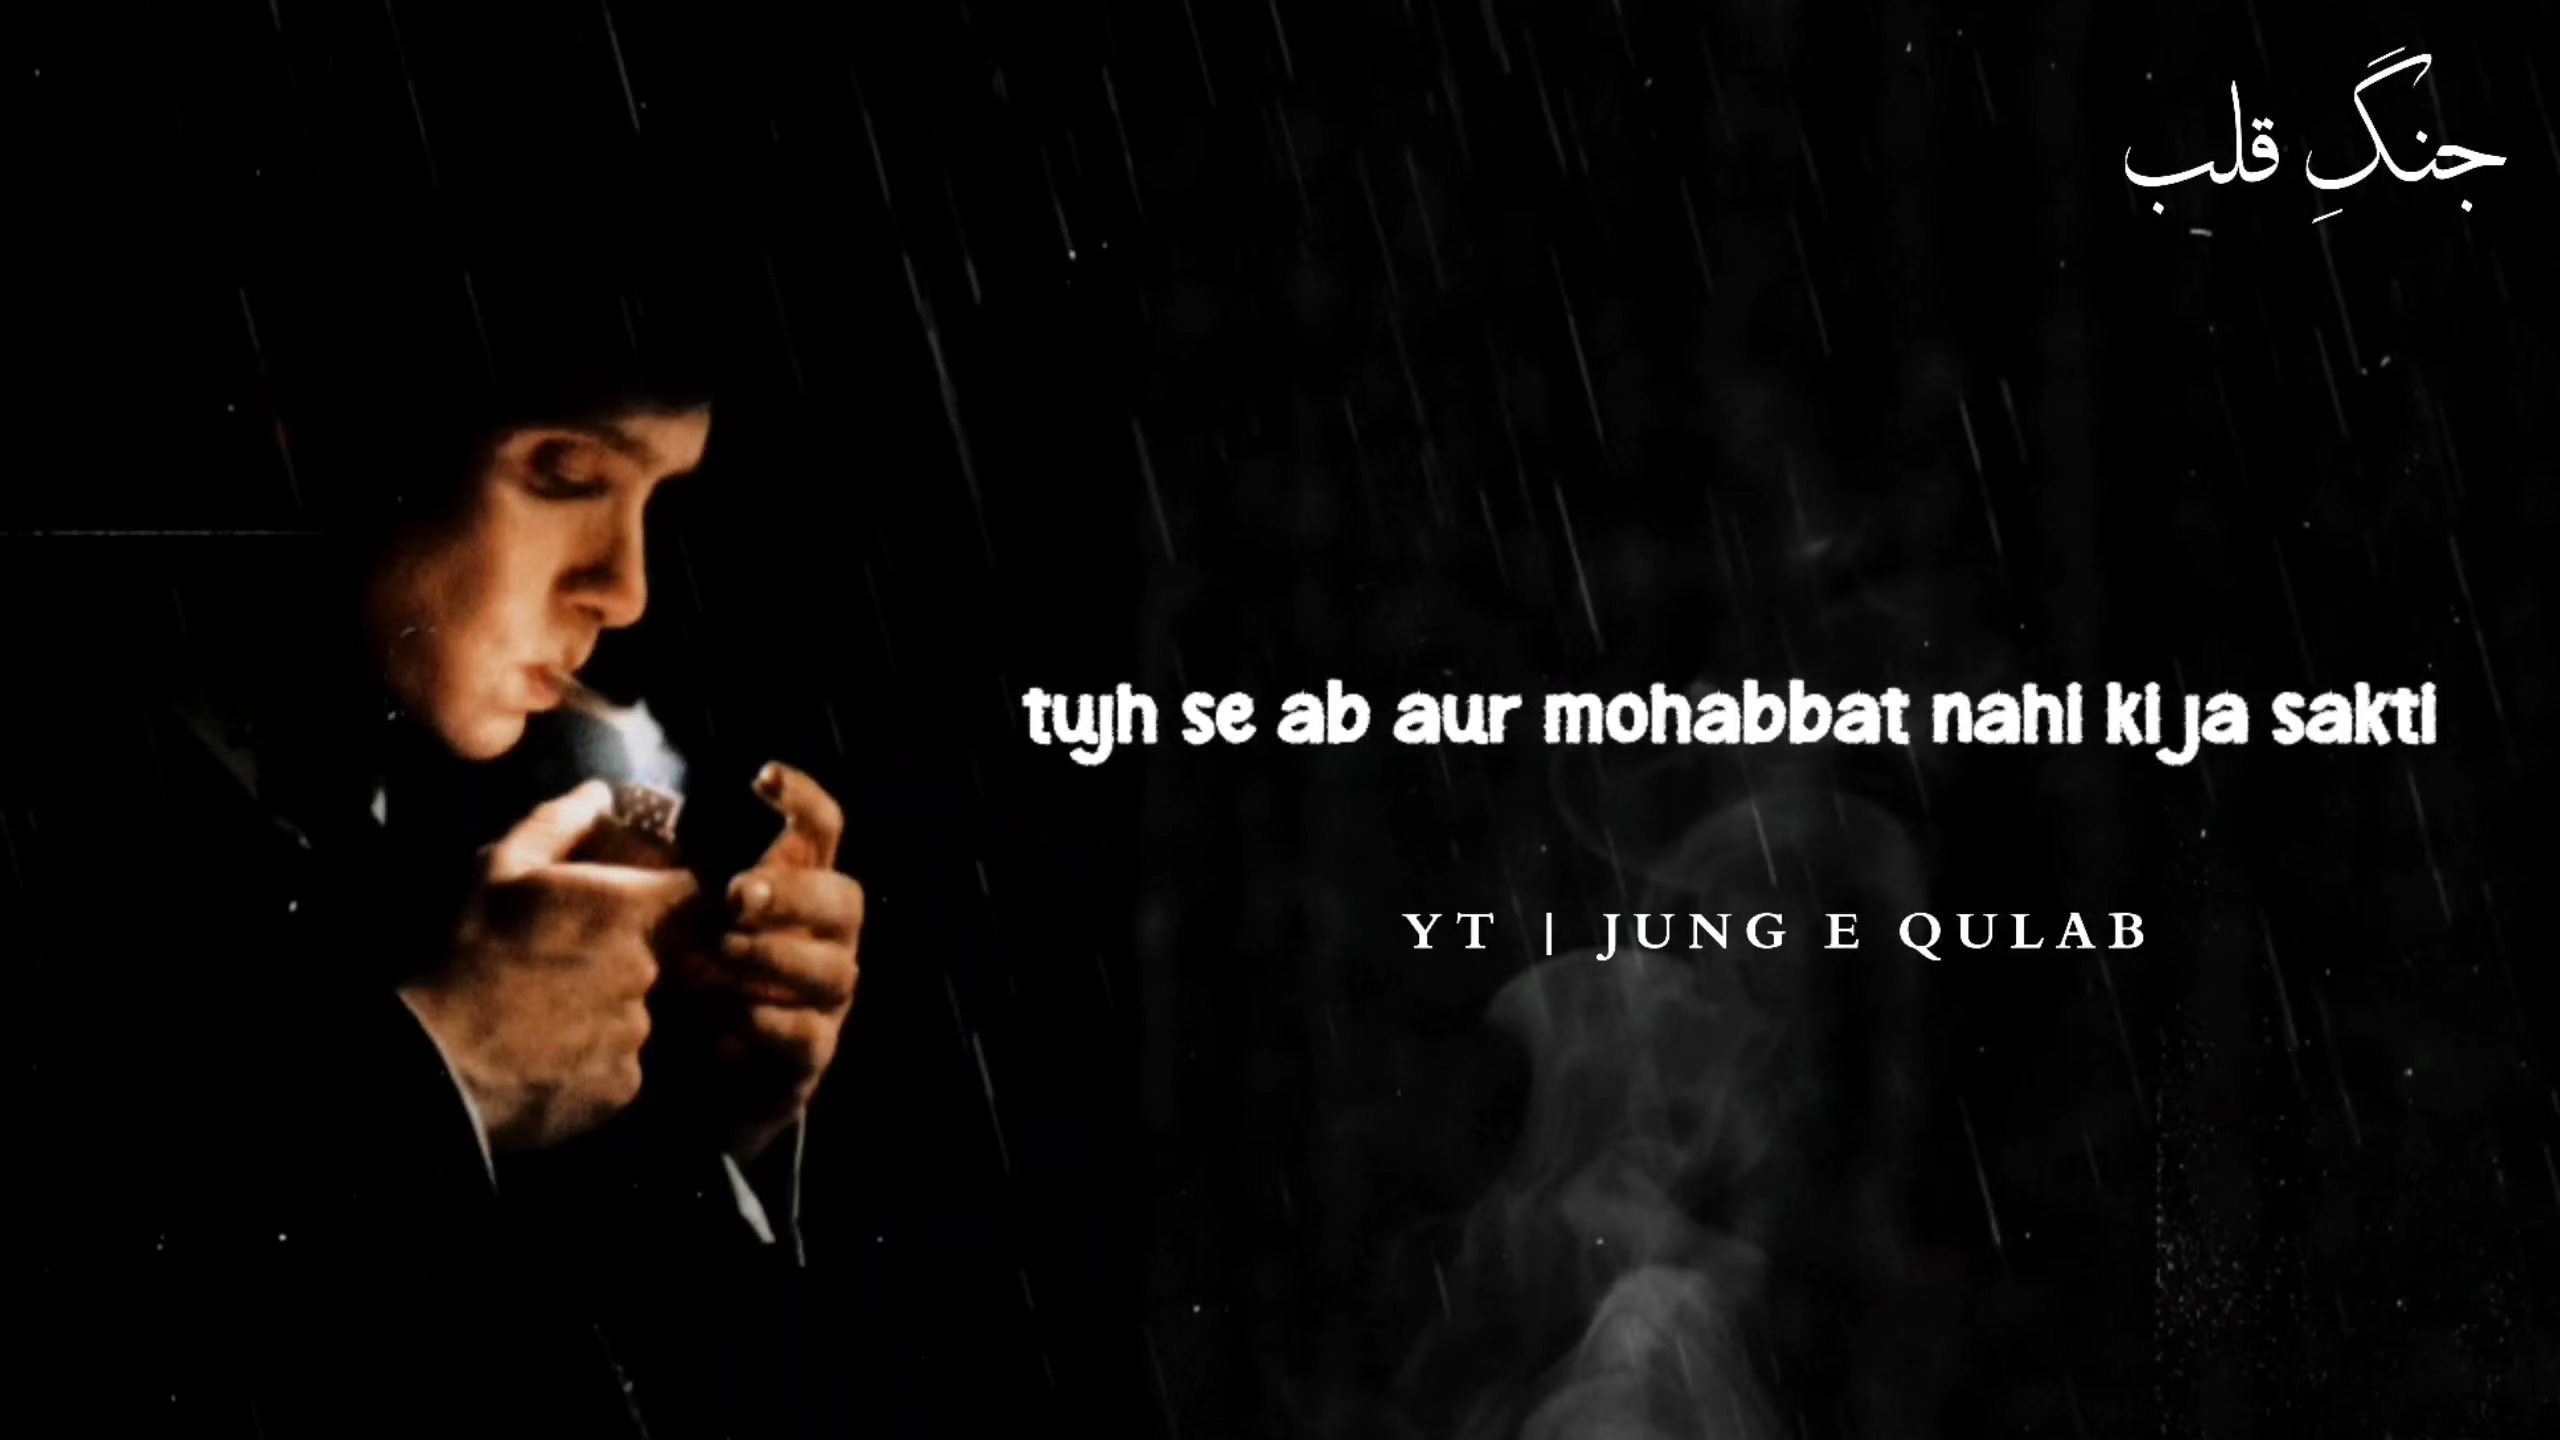 جنگِ قلب
tujh se ab aur mohabbat nahi ki ja sakti
YT | JUNG E QULAB